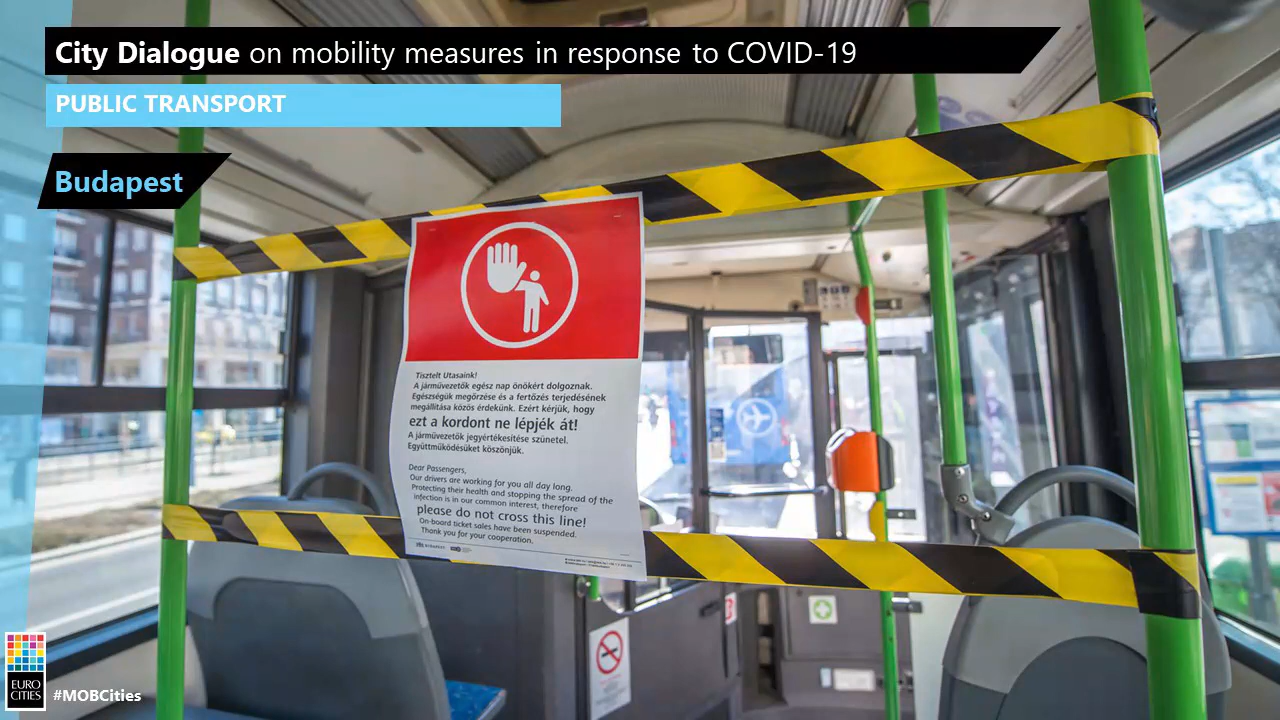 City Dialogue on mobility measures in response to COVID-19
PUBLIC TRANSPORT
Budapest
Tisztelt Utasaink!
A járművezetők egész nap önökért dolgoznak.
Egészségük megőrzése és a fertőzés terjedésének
megállítása közös érdekünk. Ezért kérjük, hogy
ezt a kordont ne lépjék át!
A járművezetők jegyértékesítése szünetel.
Együttműködésüket köszönjük.
Dear Passengers,
Our drivers are working for you all day long.
Protecting their health and stopping the spread of the
infection is in our common interest, therefore
please do not cross this line!
On-board ticket sales have been suspended.
Thank you for your cooperation.
BUDAPEST
EURO
CITIES
#MOBCities